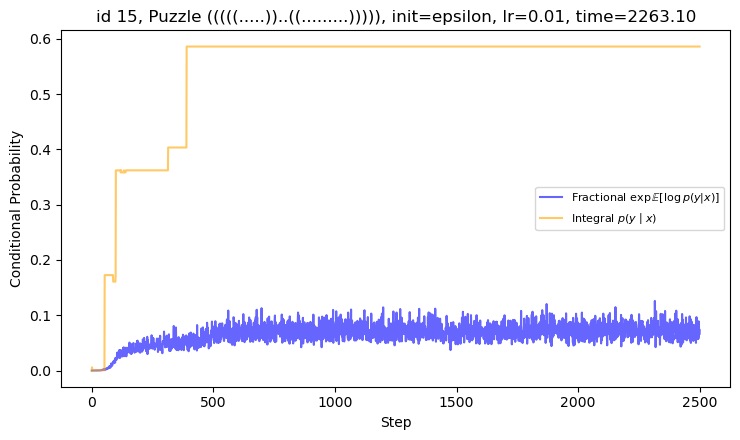 id 15, Puzzle (((((.....))..((.........))))), init=epsilon, lr=0.01, time=2263.10
Conditional Probability
0.6
0.5
0.4
0.3
0.2
0.1
0.0
Fractional exp𝔼[log p(y|x)]
Integral p(y | x)
0 500 1000 1500 2000 2500
Step